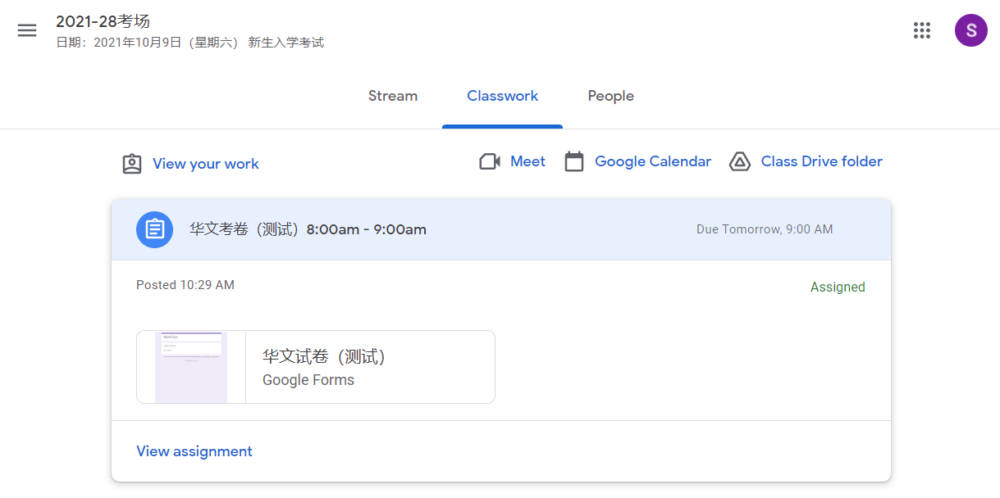 2021-28考场
日期：2021年10月9日（星期六） 新生入学考试
S
Stream Classwork People
View your work Meet Google Calendar Class Drive folder
华文考卷（测试）8:00am - 9:00am Due Tomorrow, 9:00 AM
Posted 10:29 AM Assigned
华文试卷（测试）
Google Forms
View assignment